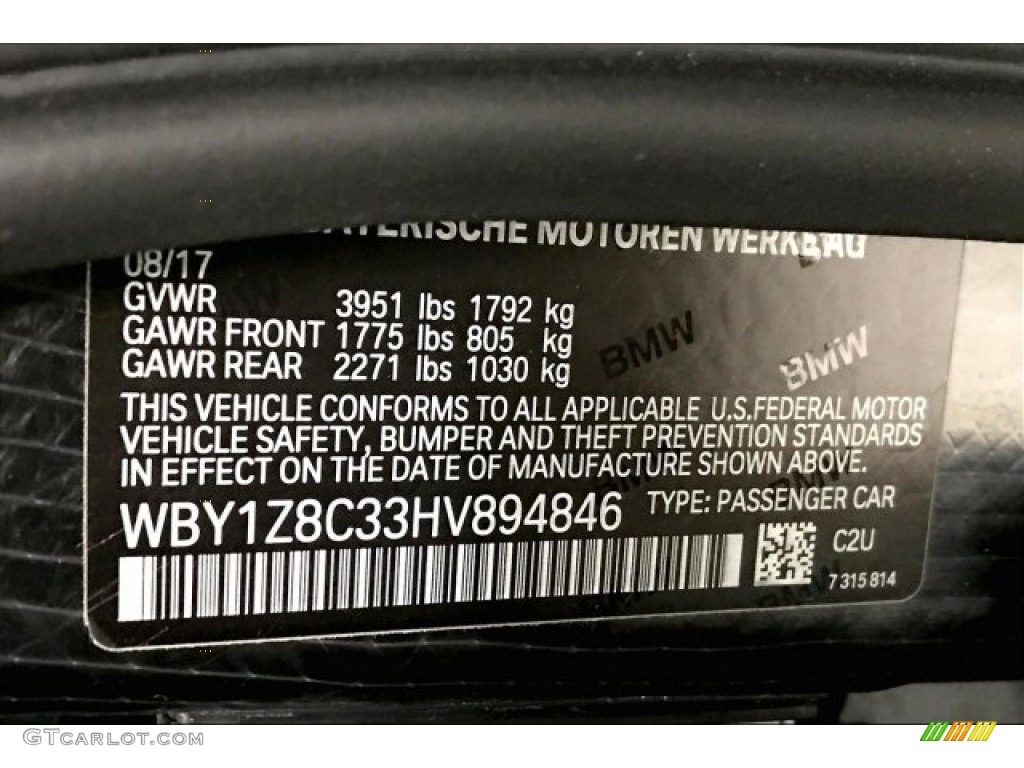 BAYERISCHE MOTOREN WERKE AG
08/17
GVWR 3951 lbs 1792 kg
GAWR FRONT 1775 lbs 805 kg
GAWR REAR 2271 lbs 1030 kg
BMW BMW
THIS VEHICLE CONFORMS TO ALL APPLICABLE U.S.FEDERAL MOTOR
VEHICLE SAFETY, BUMPER AND THEFT PREVENTION STANDARDS
IN EFFECT ON THE DATE OF MANUFACTURE SHOWN ABOVE.
WBY1Z8C33HV894846 TYPE: PASSENGER CAR
C2U
7 315 814
GTCARLOT.COM